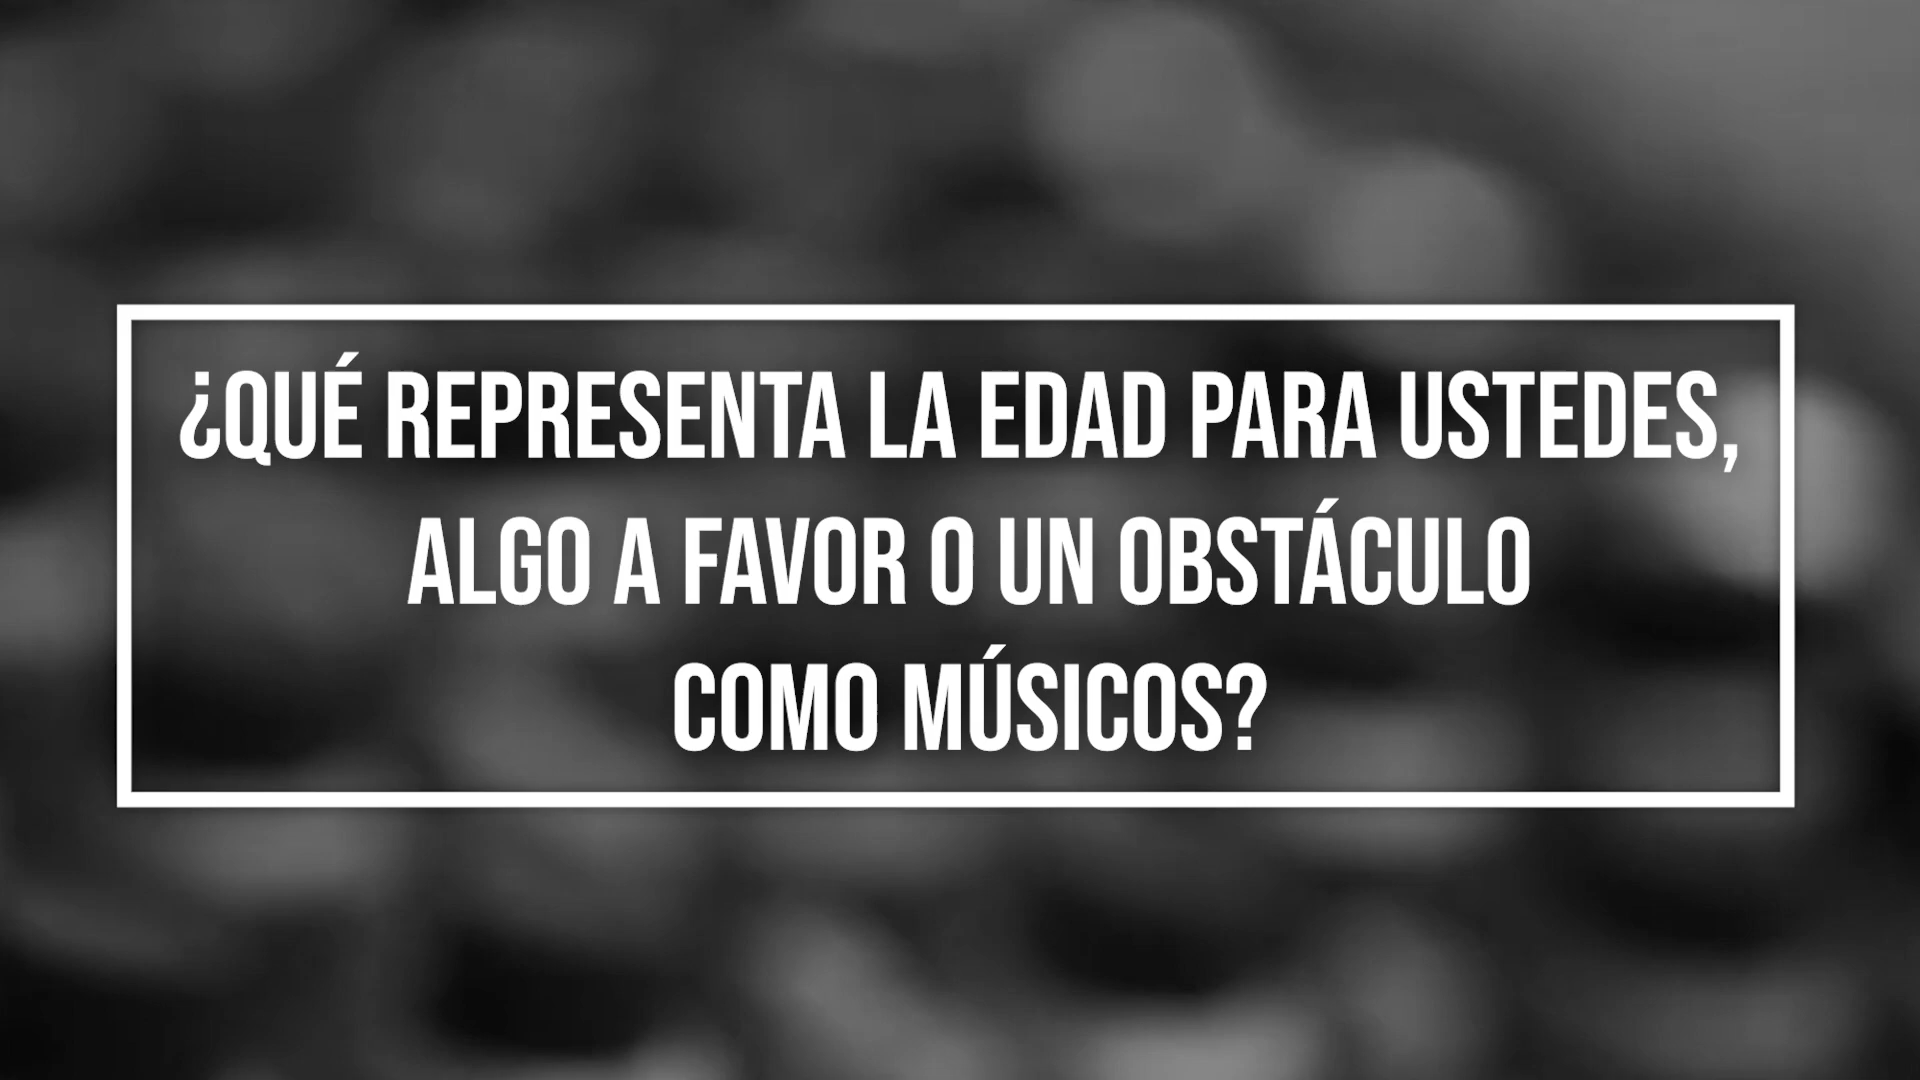 ¿QUÉ REPRESENTA LA EDAD PARA USTEDES,
ALGO A FAVOR O UN OBSTÁCULO
COMO MÚSICOS?